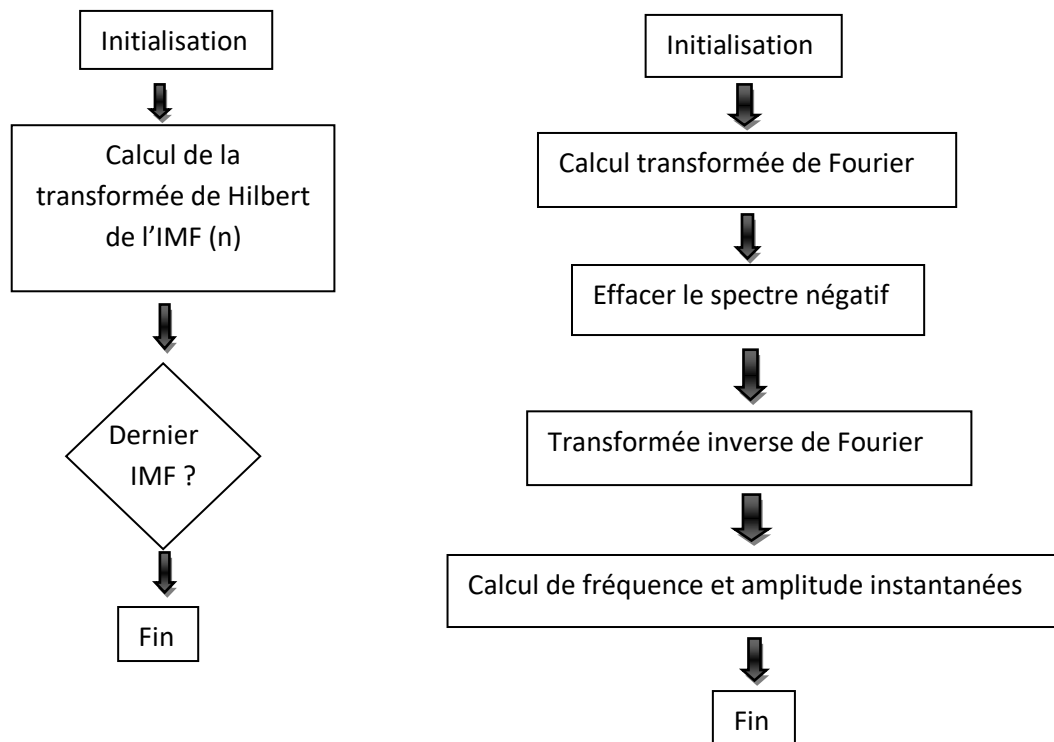 Initialisation
Calcul de la
transformée de Hilbert
de l’IMF (n)
Dernier
IMF ?
Fin
Initialisation
Calcul transformée de Fourier
Effacer le spectre négatif
Transformée inverse de Fourier
Calcul de fréquence et amplitude instantanées
Fin